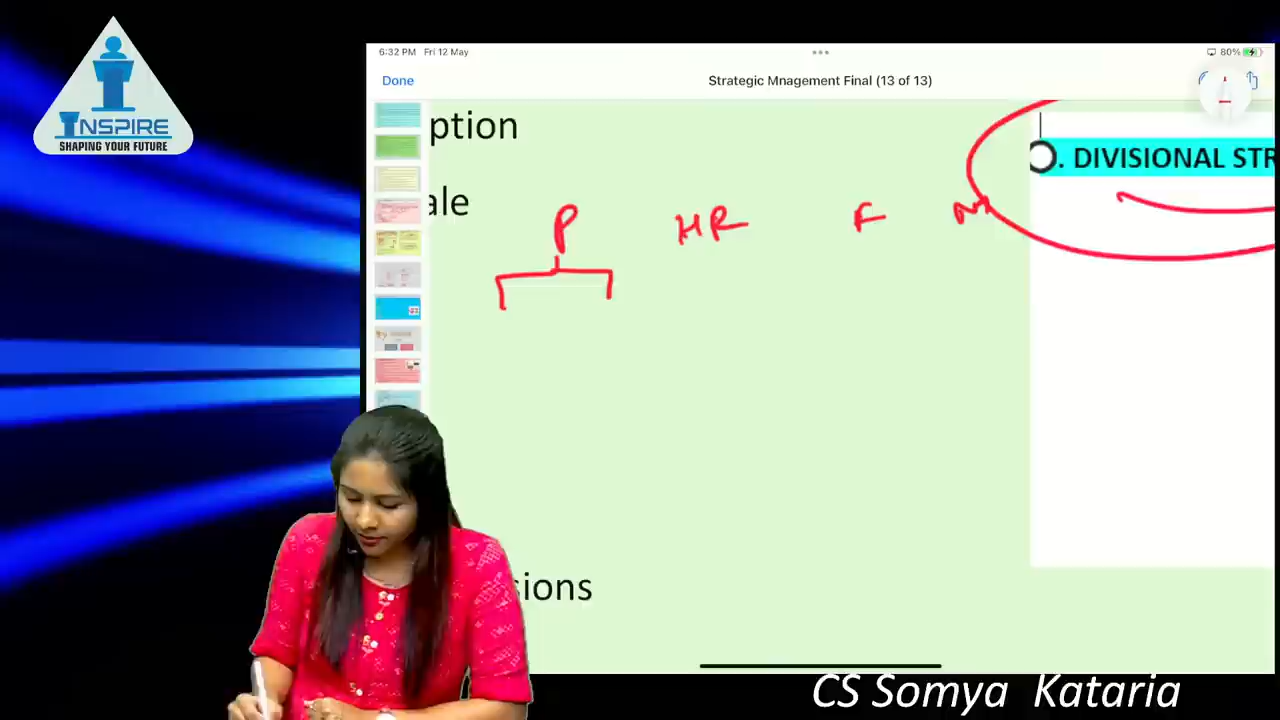 6:32 PM Fri 12 May
80%
Done
Strategic Mnagement Final (13 of 13)
INSPIRE
SHAPING YOUR FUTURE
ption
. DIVISIONAL STR
ale
P HR F M
sions
CS Somya Kataria